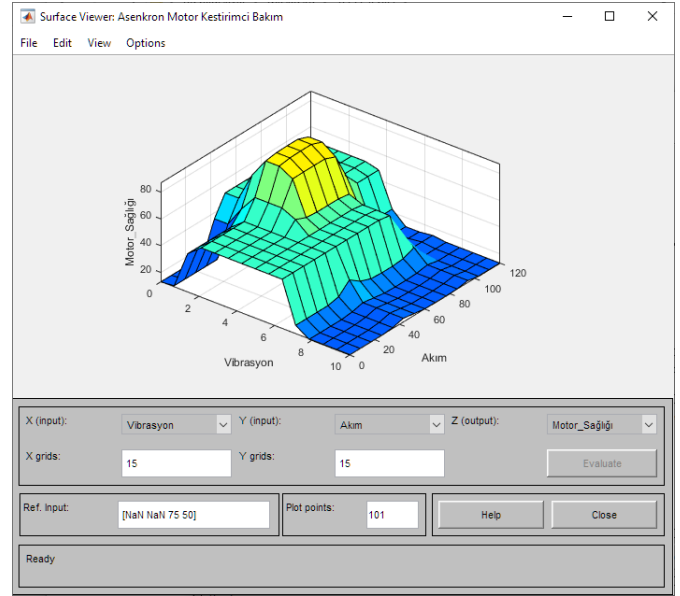 Surface Viewer: Asenkron Motor Kestirimci Bakım
File Edit View Options
Motor_Sağlığı
80
60
40
20
0
2
4
6
8
10
Vibrasyon
0
20
40
60
80
100
120
Akım
X (input): Vibrasyon Y (input): Akım Z (output): Motor_Sağlığı
X grids: 15 Y grids: 15 Evaluate
Ref. Input: [NaN NaN 75 50] Plot points: 101 Help Close
Ready